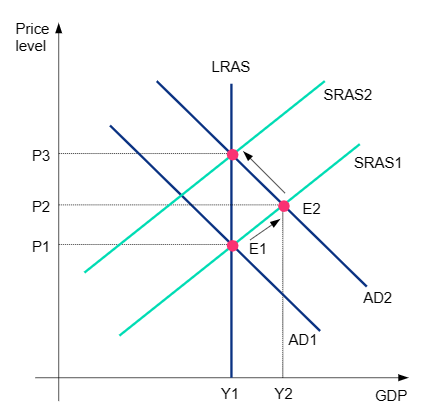 Price
level
LRAS
SRAS2
SRAS1
P3
P2
E2
P1
E1
AD2
AD1
Y1
Y2
GDP